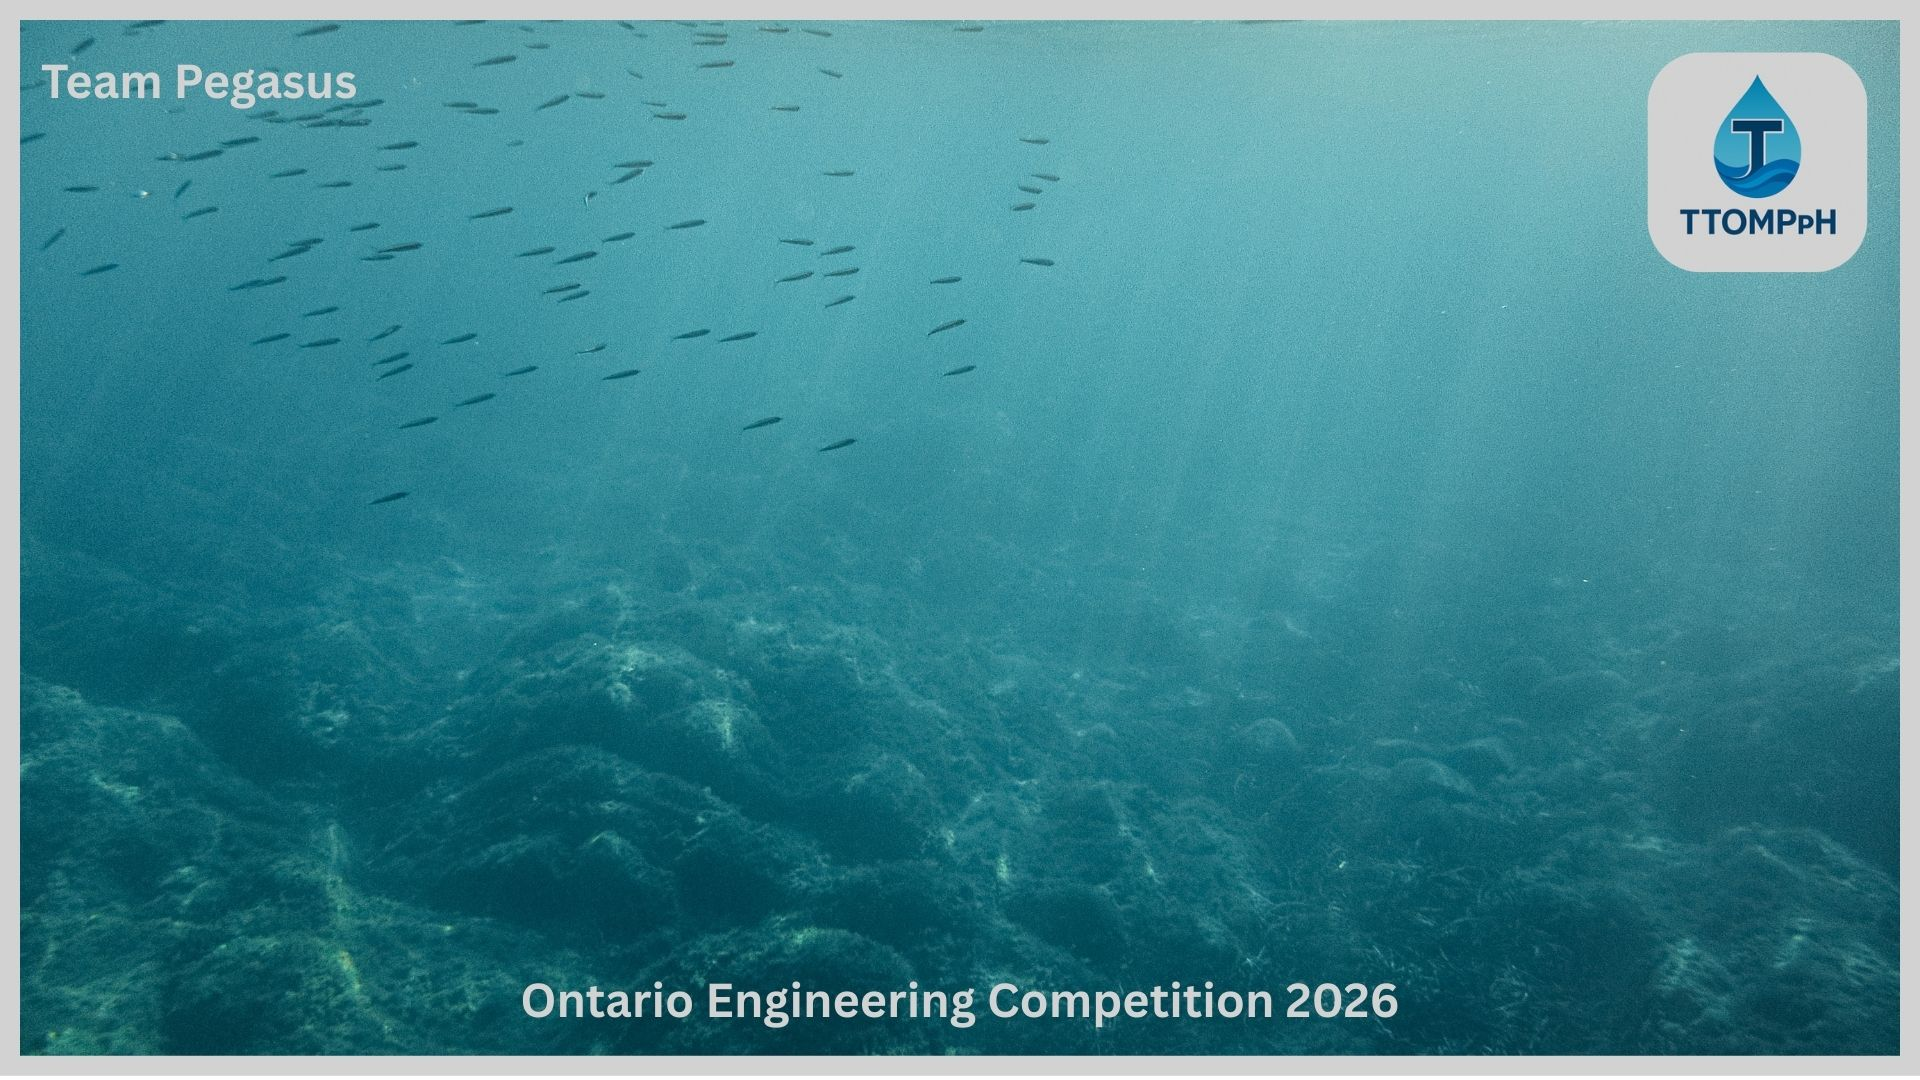 Team Pegasus
T
TTOMPPH
Ontario Engineering Competition 2026